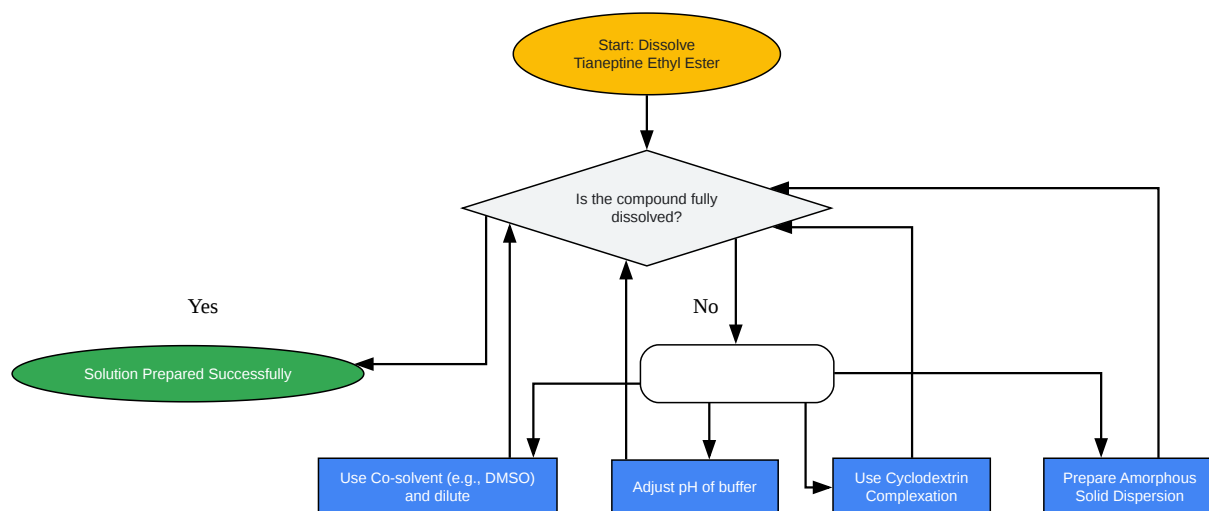 Start: Dissolve
Tianeptine Ethyl Ester
Is the compound fully
dissolved?
Yes
No
Solution Prepared Successfully
Use Co-solvent (e.g., DMSO)
and dilute
Adjust pH of buffer
Use Cyclodextrin
Complexation
Prepare Amorphous
Solid Dispersion